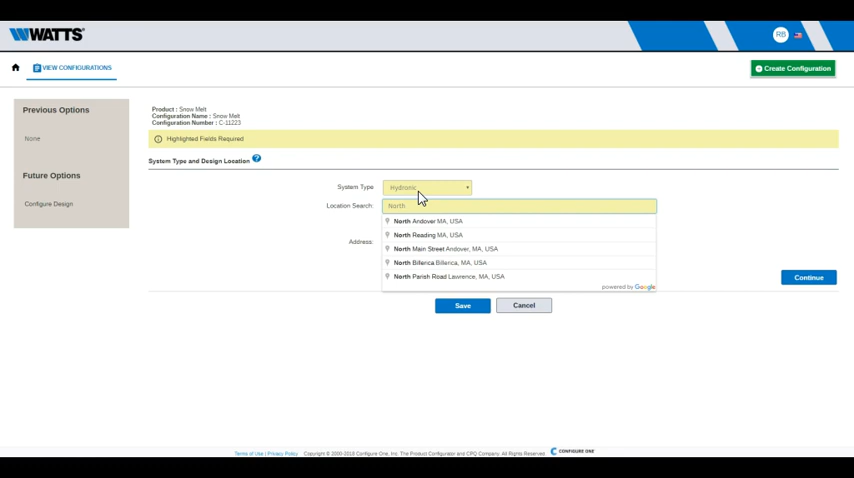 WATTS
RB
VIEW CONFIGURATIONS
Create Configuration
Previous Options
None
Future Options
Configure Design
Product : Snow Melt
Configuration Name : Snow Melt
Configuration Number : C-11223
Highlighted Fields Required
System Type and Design Location
System Type
Hydronic
Location Search:
North
Address:
North Andover MA, USA
North Reading MA, USA
North Main Street Andover, MA, USA
North Billerica Billerica, MA, USA
North Parish Road Lawrence, MA, USA
powered by Google
Continue
Save
Cancel
Terms of Use | Privacy Policy Copyright © 2000-2019 Configure One, Inc. The Product Configurator and CPQ Company. All Rights Reserved CONFIGURE ONE